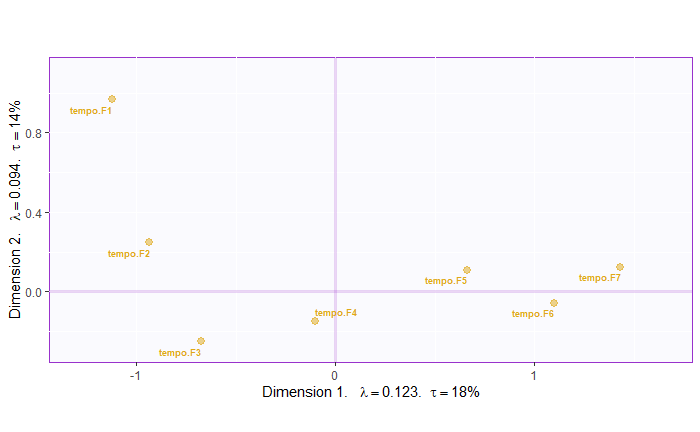 tempo.F1
0.8
tempo.F2
0.4
tempo.F5
tempo.F7
0.0
tempo.F4
tempo.F6
tempo.F3
-1
0
1
Dimension 1. λ = 0.123. τ = 18%
Dimension 2. λ = 0.094. τ = 14%